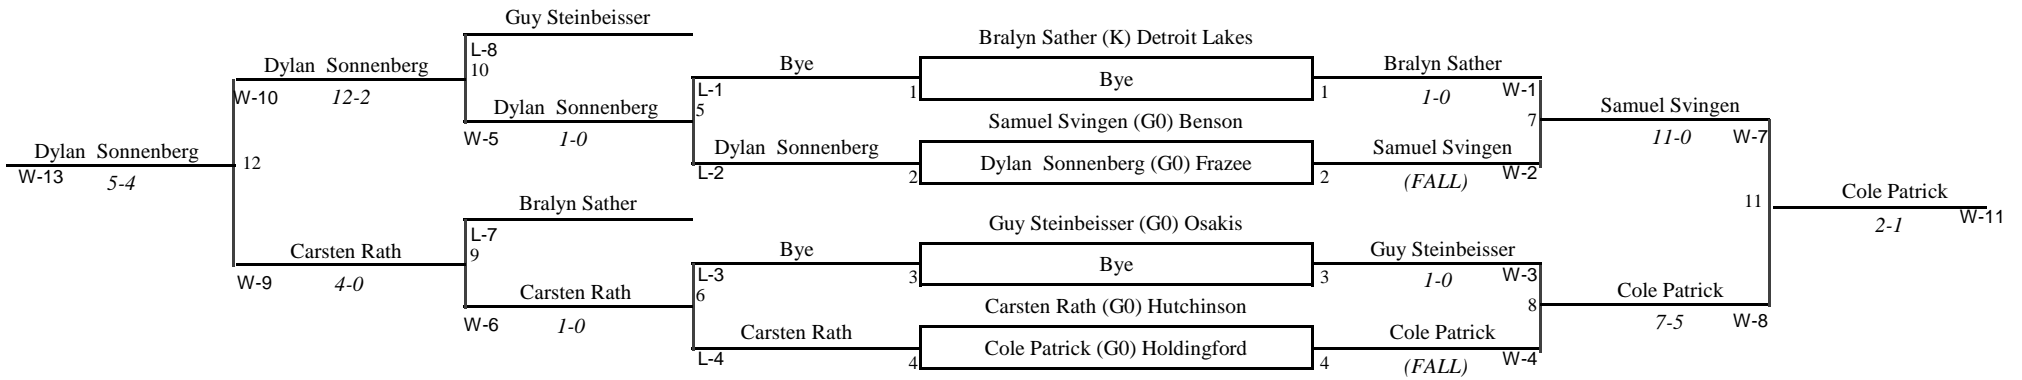 Guy Steinbeisser
L-8
10
Dylan  Sonnenberg
W-10
12-2
Dylan  Sonnenberg
W-5
1-0
Dylan  Sonnenberg
W-13
5-4
12
Bralyn Sather
L-7
9
Carsten Rath
W-9
4-0
Carsten Rath
W-6
1-0
Bye
L-1
5
1
Dylan  Sonnenberg
L-2
2
Bye
L-3
6
3
Carsten Rath
L-4
4
Bralyn Sather (K) Detroit Lakes
Bye
Samuel Svingen (G0) Benson
Dylan  Sonnenberg (G0) Frazee
Guy Steinbeisser (G0) Osakis
Bye
Carsten Rath (G0) Hutchinson
Cole Patrick (G0) Holdingford
Bralyn Sather
1
1-0
W-1
7
Samuel Svingen
2
(FALL)
W-2
Guy Steinbeisser
3
1-0
W-3
8
Cole Patrick
4
(FALL)
W-4
Samuel Svingen
11-0
W-7
11
Cole Patrick
7-5
W-8
Cole Patrick
2-1
W-11